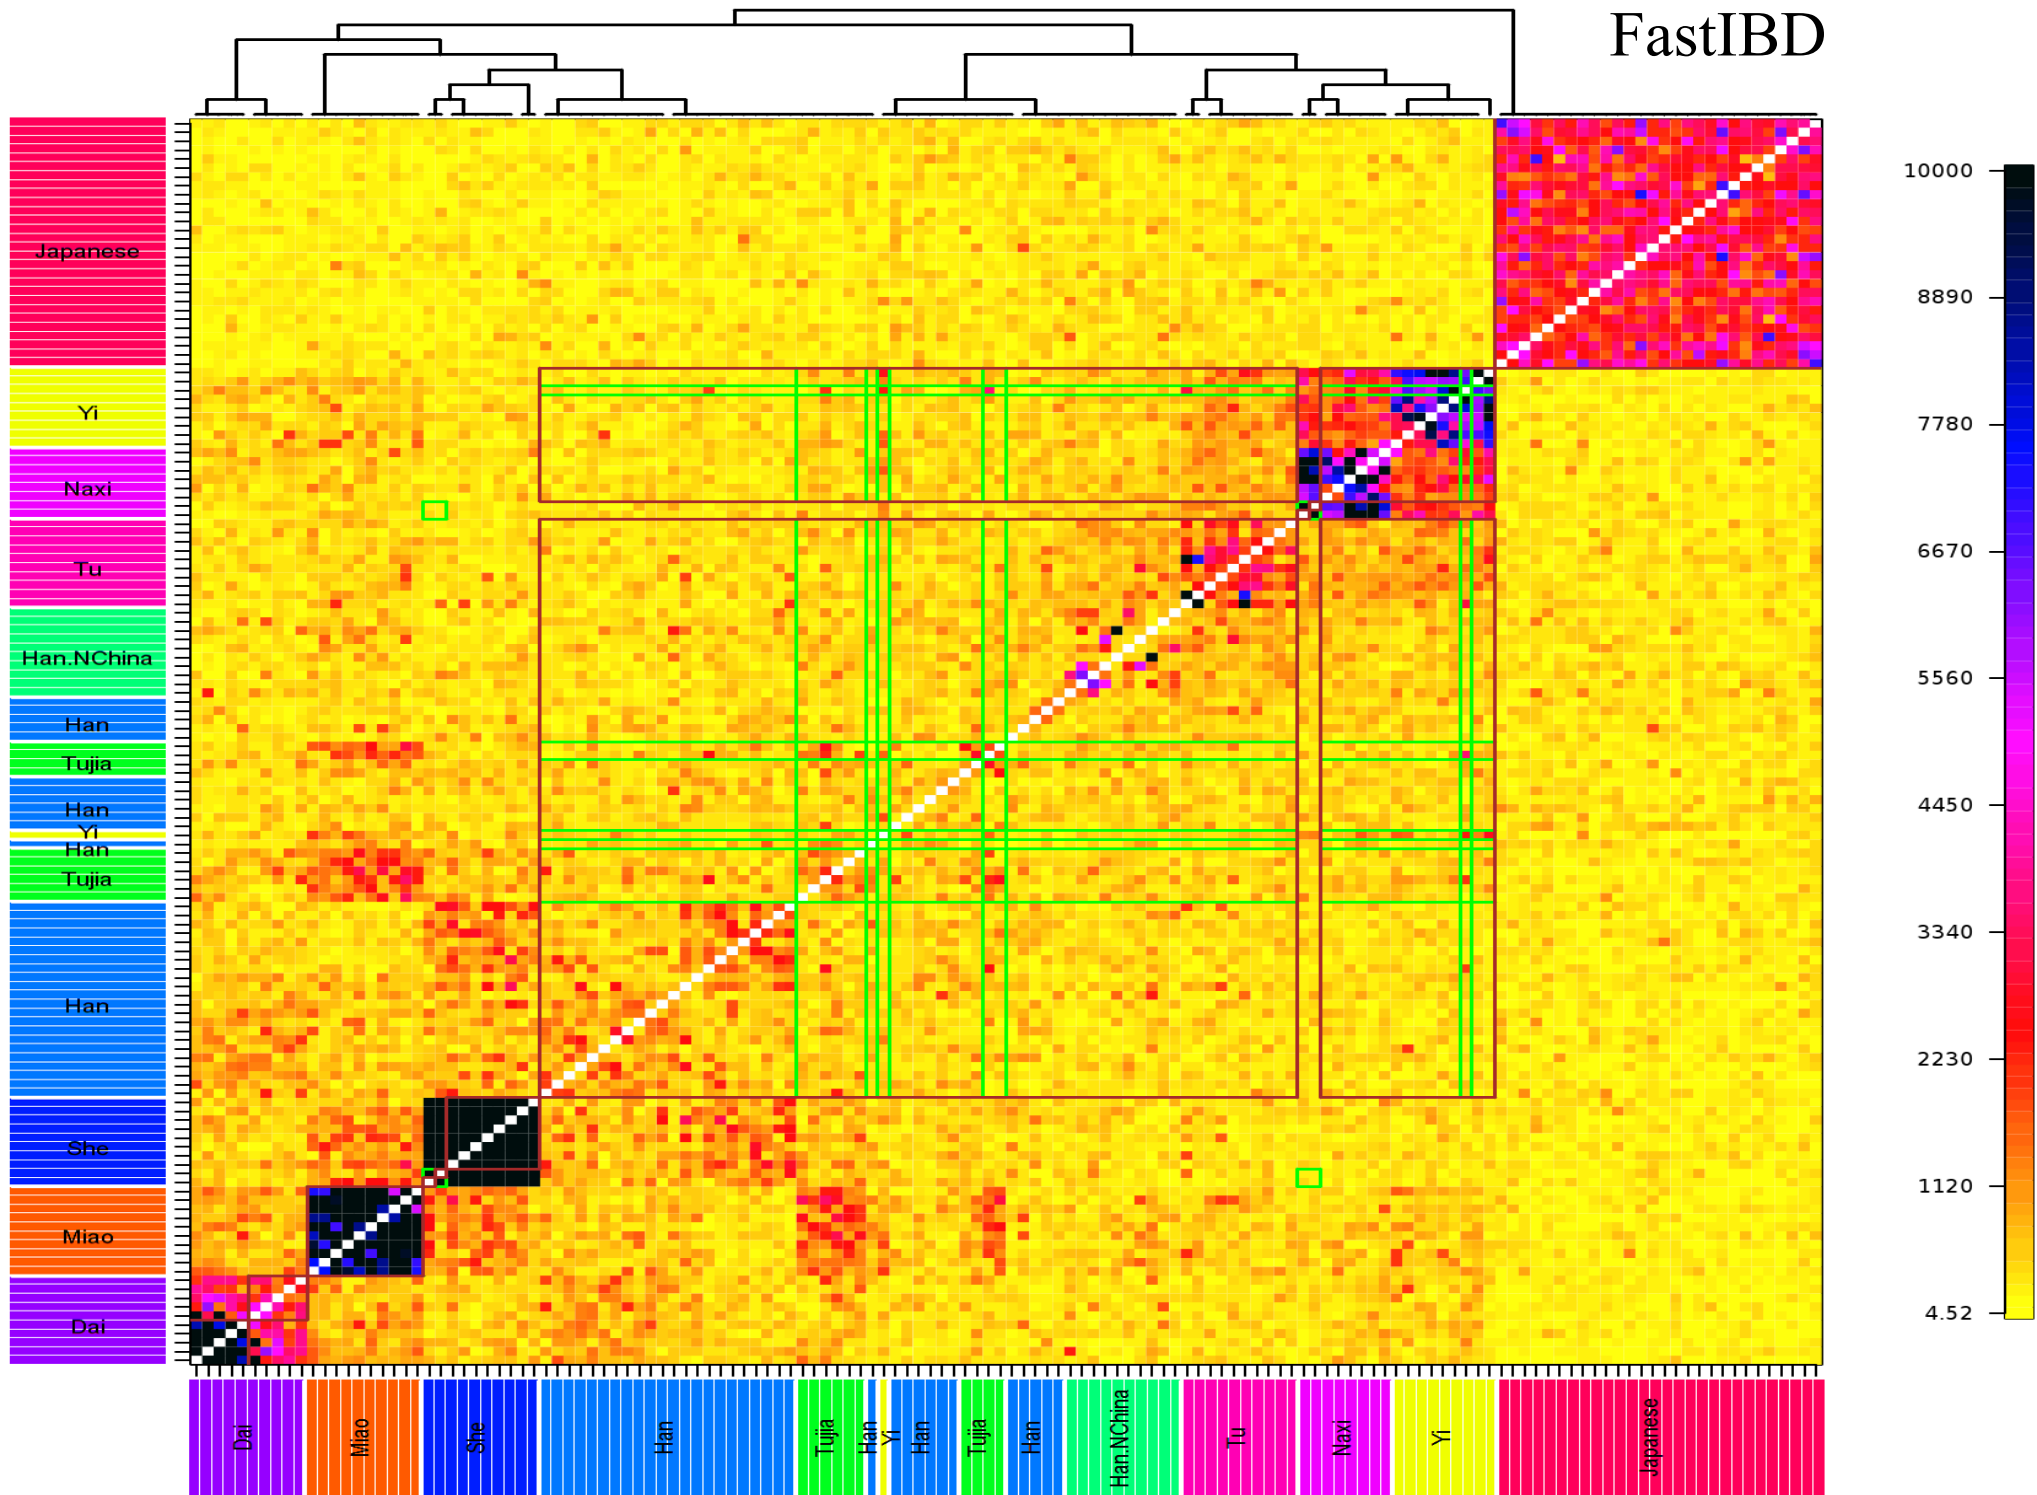 FastIBD
Japanese
Yi
Naxi
Tu
Han.NChina
Han
Tujia
Han
Yi
Han
Tujia
Han
She
Miao
Dai
10000
8890
7780
6670
5560
4450
3340
2230
1120
4.52
Dai
Miao
She
Han
Tujia
Han
Yi
Han
Tujia
Han
Han.NChina
Tu
Naxi
Yi
Japanese